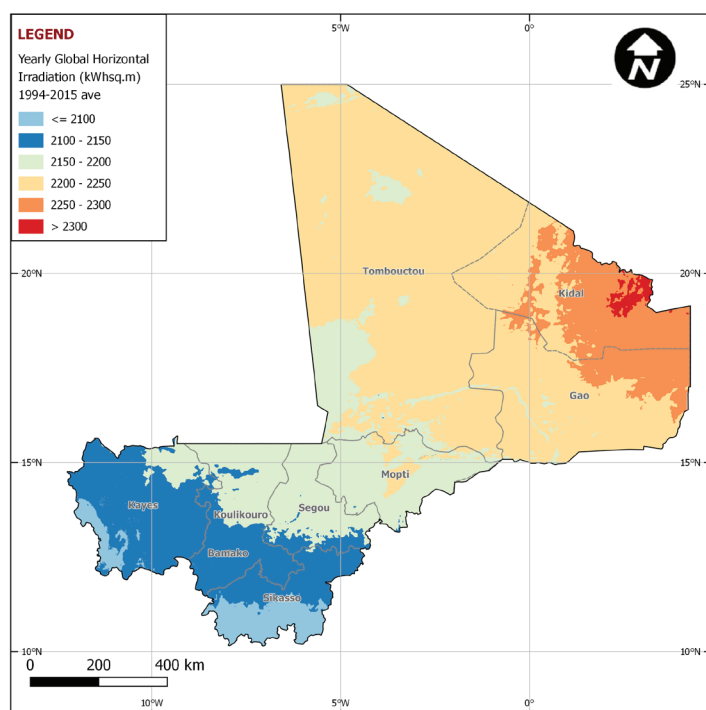 LEGEND
Yearly Global Horizontal
Irradiation (kWhsq.m)
1994-2015 ave
<= 2100
2100 - 2150
2150 - 2200
2200 - 2250
2250 - 2300
> 2300
5°W
0°
N
25°N
20°N
20°N
15°N
15°N
10°N
10°N
Tombouctou
Kidal
Gao
Mopti
Kayes
Koulikouro
Segou
Bamako
Sikasso
0
200
400 km
10°W
5°W
0°